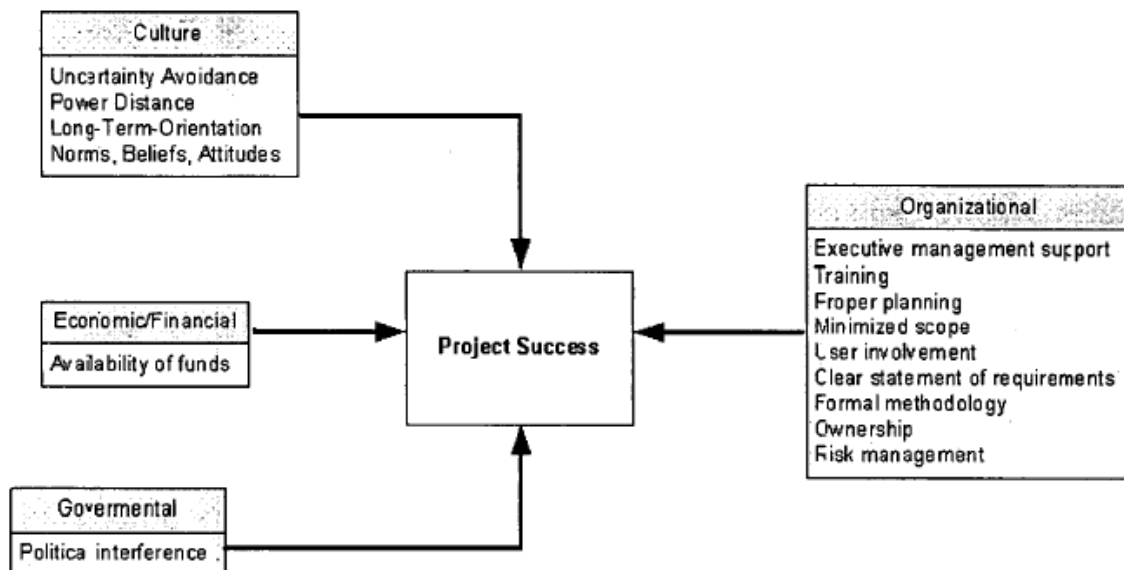 Culture
Uncertainty Avoidance
Power Distance
Long-Term-Orientation
Norms, Beliefs, Attitudes
Organizational
Executive management support
Training
Froper planning
Minimized scope
User involvement
Clear statement of requirements
Formal methodology
Ownership
Risk management
Economic/Financial
Availability of funds
Project Success
Govermental
Politica interference